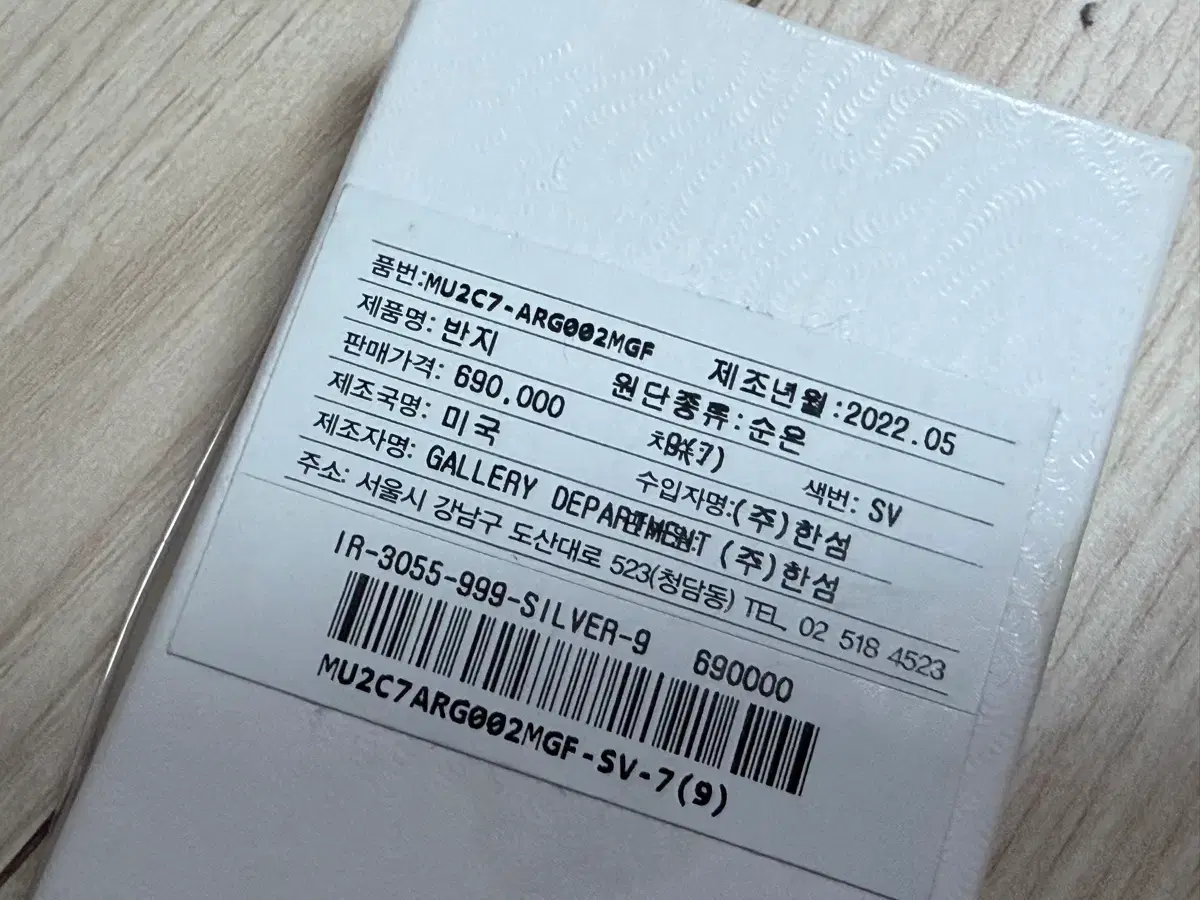 품번:MU2C7-ARG002MGF 제조년월:2022.05
제품명: 반지 원단종류:순은
판매가격: 690,000 색번: SV
제조국명: 미국 수입자명:(주)한섬
제조자명: GALLERY DEPARTMENT (주)한섬
주소: 서울시 강남구 도산대로 523(청담동) TEL. 02 518 4523
IR-3055-999-SILVER-9 690000
MU2C7ARG002MGF-SV-7(9)